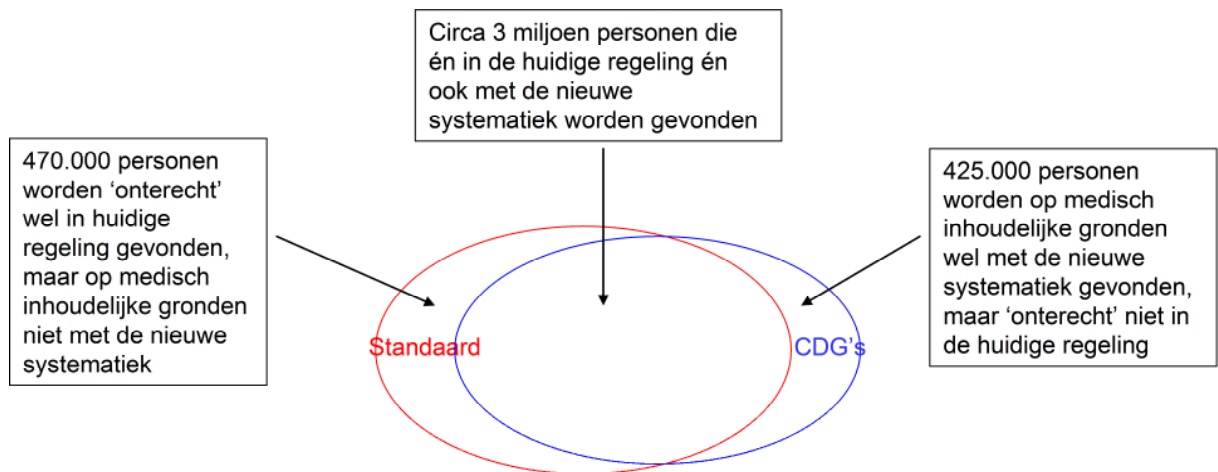 Circa 3 miljoen personen die
én in de huidige regeling én
ook met de nieuwe
systematiek worden gevonden
470.000 personen
worden ‘onterecht’
wel in huidige
regeling gevonden,
maar op medisch
inhoudelijke gronden
niet met de nieuwe
systematiek
425.000 personen
worden op medisch
inhoudelijke gronden
wel met de nieuwe
systematiek gevonden,
maar ‘onterecht’ niet in
de huidige regeling
Standaard
CDG’s